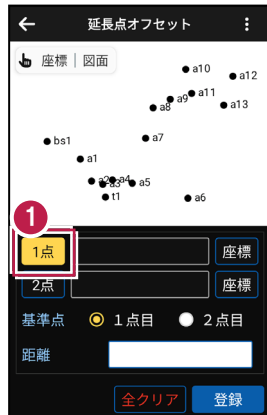 延長点オフセット
座標｜図面
a10
a12
a9
a11
a8
a13
bs1
a7
a1
a2
a4
a3
a5
t1
a6
1
1点
座標
2点
座標
基準点 1点目 2点目
距離
全クリア 登録